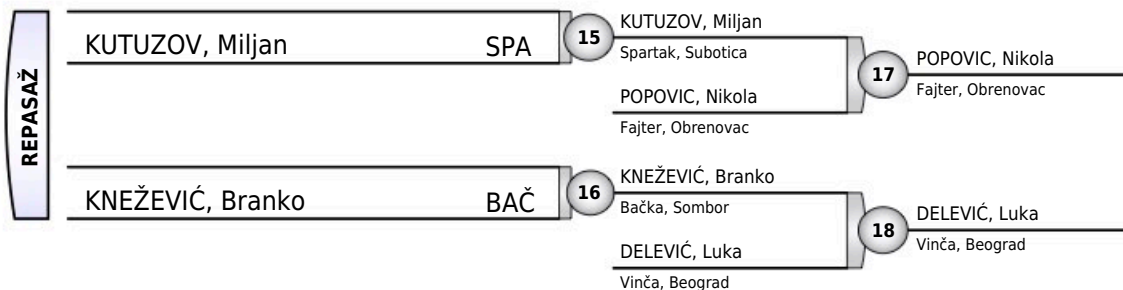 REPASAŽ
KUTUZOV, Miljan SPA
15
KUTUZOV, Miljan
Spartak, Subotica
POPOVIC, Nikola
Fajter, Obrenovac
17
POPOVIC, Nikola
Fajter, Obrenovac
KNEŽEVIĆ, Branko BAČ
16
KNEŽEVIĆ, Branko
Bačka, Sombor
DELEVIĆ, Luka
Vinča, Beograd
18
DELEVIĆ, Luka
Vinča, Beograd